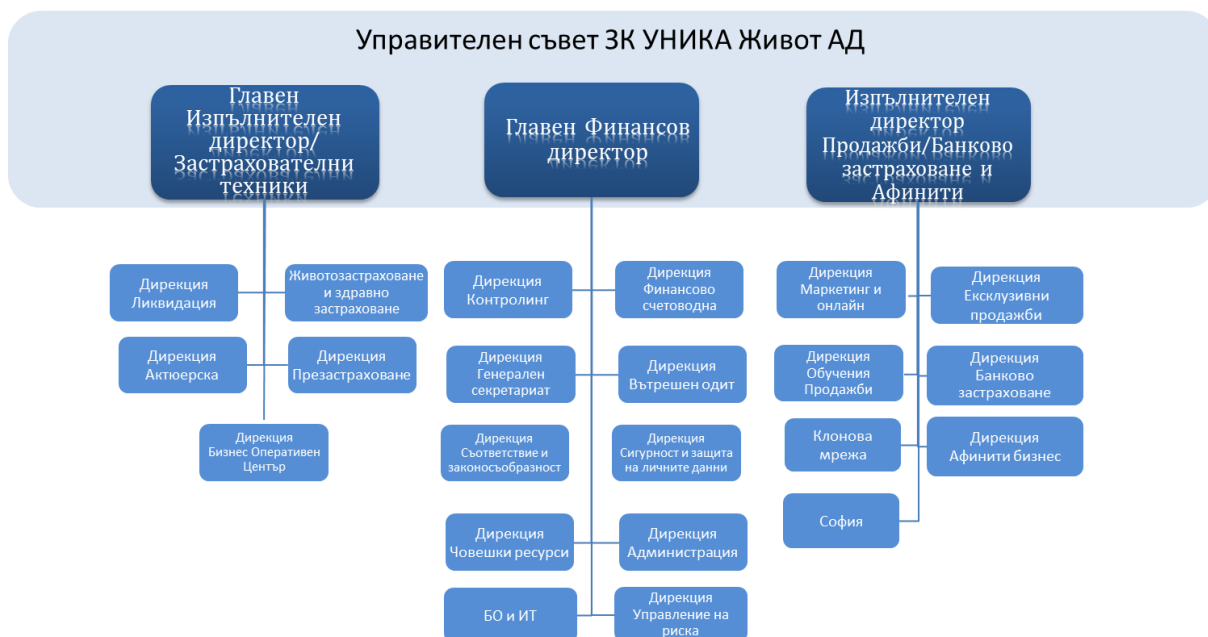 Управителен съвет ЗК УНИКА Живот АД
Главен
Изпълнителен
директор/
Застрахователни
техники
Главен Финансов
директор
Изпълнителен
директор
Продажби/Банково
застраховане и
Афинити
Дирекция
Ликвидация
Животозастраховане
и здравно
застраховане
Дирекция
Актюерска
Дирекция
Презастраховане
Дирекция
Бизнес Оперативен
Център
Дирекция
Контролинг
Дирекция
Финансово
счетоводна
Дирекция
Генерален
секретариат
Дирекция
Вътрешен одит
Дирекция
Съответствие и
законосъобразност
Дирекция
Сигурност и защита
на личните данни
Дирекция
Човешки ресурси
Дирекция
Администрация
БО и ИТ
Дирекция
Управление на
риска
Дирекция
Маркетинг и
онлайн
Дирекция
Ексклузивни
продажби
Дирекция
Обучения
Продажби
Дирекция
Банково
застраховане
Клонова
мрежа
Дирекция
Афинити бизнес
София